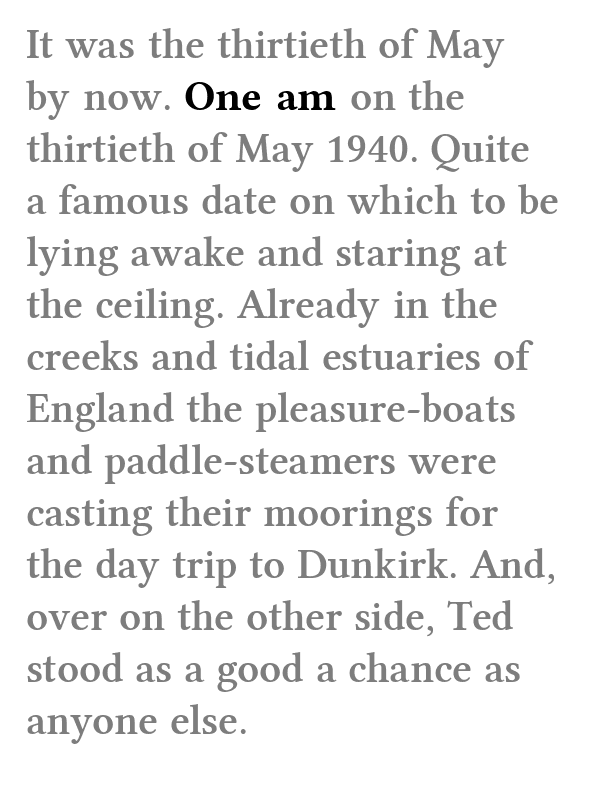 It was the thirtieth of May
by now. One am on the
thirtieth of May 1940. Quite
a famous date on which to be
lying awake and staring at
the ceiling. Already in the
creeks and tidal estuaries of
England the pleasure-boats
and paddle-steamers were
casting their moorings for
the day trip to Dunkirk. And,
over on the other side, Ted
stood as a good a chance as
anyone else.